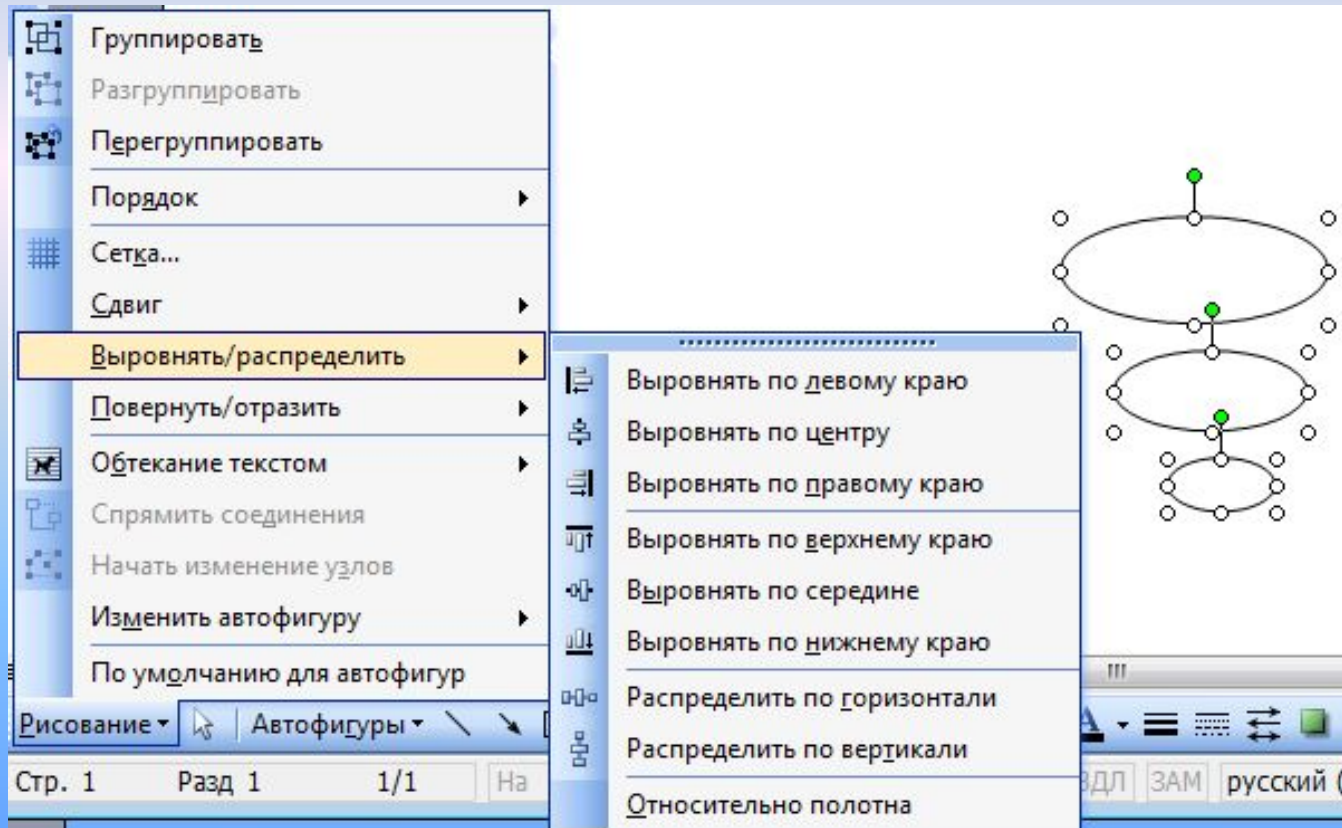 Группировать
Разгруппировать
Перегруппировать
Порядок
Сетка...
Сдвиг
Выровнять/распределить
Повернуть/отразить
Обтекание текстом
Спрямить соединения
Начать изменение узлов
Изменить автофигуру
По умолчанию для автофигур
Выровнять по левому краю
Выровнять по центру
Выровнять по правому краю
Выровнять по верхнему краю
Выровнять по середине
Выровнять по нижнему краю
Распределить по горизонтали
Распределить по вертикали
Относительно полотна
Рисование Автофигуры A
Стр. 1 Разд 1 1/1 На ЗАМ русский (